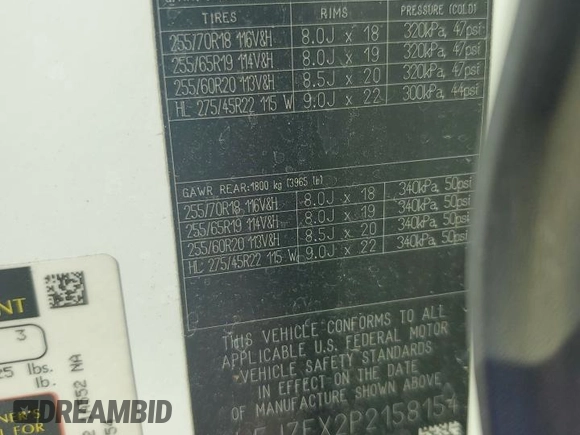 TIRES RIMS PRESSURE (COLD)
255/70R18 116V&H 8.0J x 18 320kPa, 47psi
255/65R19 114V&H 8.0J x 19 320kPa, 47psi
255/60R20 113V&H 8.5J x 20 320kPa, 47psi
HL 275/45R22 115 W 9.0J x 22 300kPa, 44psi
GAWR REAR:1800 kg (3965 lb)
255/70R18 116V&H 8.0J x 18 340kPa, 50psi
255/65R19 114V&H 8.0J x 19 340kPa, 50psi
255/60R20 113V&H 8.5J x 20 340kPa, 50psi
HL 275/45R22 115 W 9.0J x 22 340kPa, 50psi
THIS VEHICLE CONFORMS TO ALL
APPLICABLE U.S. FEDERAL MOTOR
VEHICLE SAFETY STANDARDS
IN EFFECT ON THE DATE
OF MANUFACTURE SHOWN ABOVE
3
25 lbs.
lb.
NA
DREAMBID